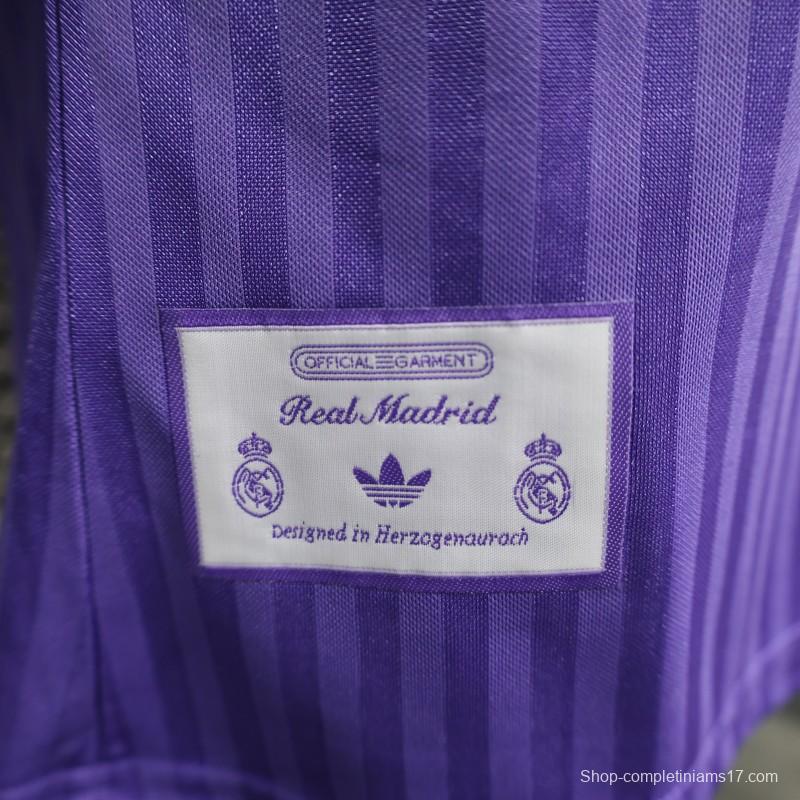 OFFICIAL GARMENT
Real Madrid
Designed in Herzogenaurach
Shop-completiniams17.com